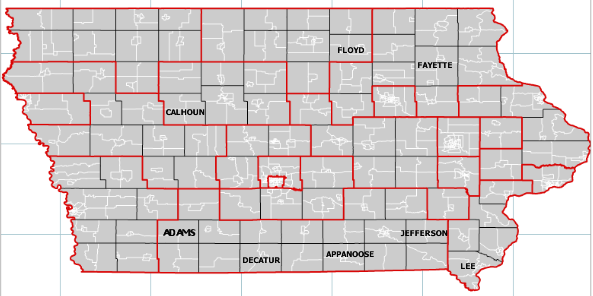 FLOYD
FAYETTE
CALHOUN
ADAMS
JEFFERSON
DECATUR
APPANOOSE
LEE